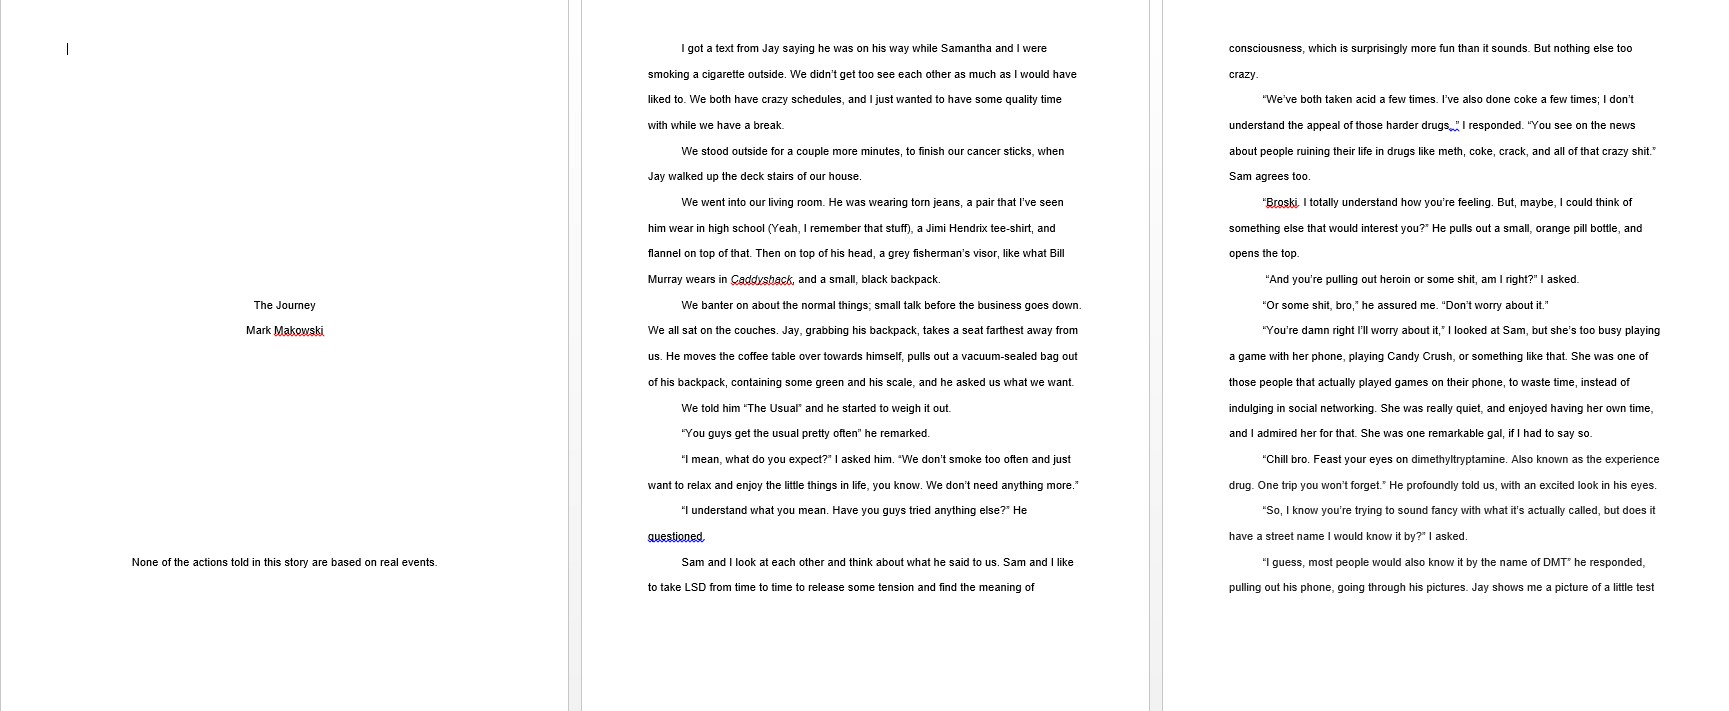 The Journey
Mark Makowski
None of the actions told in this story are based on real events.
I got a text from Jay saying he was on his way while Samantha and I were
smoking a cigarette outside. We didn’t get too see each other as much as I would have
liked to. We both have crazy schedules, and I just wanted to have some quality time
with while we have a break.
We stood outside for a couple more minutes, to finish our cancer sticks, when
Jay walked up the deck stairs of our house.
We went into our living room. He was wearing torn jeans, a pair that I’ve seen
him wear in high school (Yeah, I remember that stuff), a Jimi Hendrix tee-shirt, and
flannel on top of that. Then on top of his head, a grey fisherman’s visor, like what Bill
Murray wears in Caddyshack, and a small, black backpack.
We banter on about the normal things; small talk before the business goes down.
We all sat on the couches. Jay, grabbing his backpack, takes a seat farthest away from
us. He moves the coffee table over towards himself, pulls out a vacuum-sealed bag out
of his backpack, containing some green and his scale, and he asked us what we want.
We told him “The Usual” and he started to weigh it out.
“You guys get the usual pretty often” he remarked.
“I mean, what do you expect?” I asked him. “We don’t smoke too often and just
want to relax and enjoy the little things in life, you know. We don’t need anything more.”
“I understand what you mean. Have you guys tried anything else?” He
questioned.
Sam and I look at each other and think about what he said to us. Sam and I like
to take LSD from time to time to release some tension and find the meaning of
consciousness, which is surprisingly more fun than it sounds. But nothing else too
crazy.
“We’ve both taken acid a few times. I’ve also done coke a few times; I don’t
understand the appeal of those harder drugs.,” I responded. “You see on the news
about people ruining their life in drugs like meth, coke, crack, and all of that crazy shit.”
Sam agrees too.
“Broski. I totally understand how you’re feeling. But, maybe, I could think of
something else that would interest you?” He pulls out a small, orange pill bottle, and
opens the top.
“And you’re pulling out heroin or some shit, am I right?” I asked.
“Or some shit, bro,” he assured me. “Don’t worry about it.”
“You’re damn right I’ll worry about it,” I looked at Sam, but she’s too busy playing
a game with her phone, playing Candy Crush, or something like that. She was one of
those people that actually played games on their phone, to waste time, instead of
indulging in social networking. She was really quiet, and enjoyed having her own time,
and I admired her for that. She was one remarkable gal, if I had to say so.
“Chill bro. Feast your eyes on dimethyltryptamine. Also known as the experience
drug. One trip you won’t forget.” He profoundly told us, with an excited look in his eyes.
“So, I know you’re trying to sound fancy with what it’s actually called, but does it
have a street name I would know it by?” I asked.
“I guess, most people would also know it by the name of DMT” he responded,
pulling out his phone, going through his pictures. Jay shows me a picture of a little test